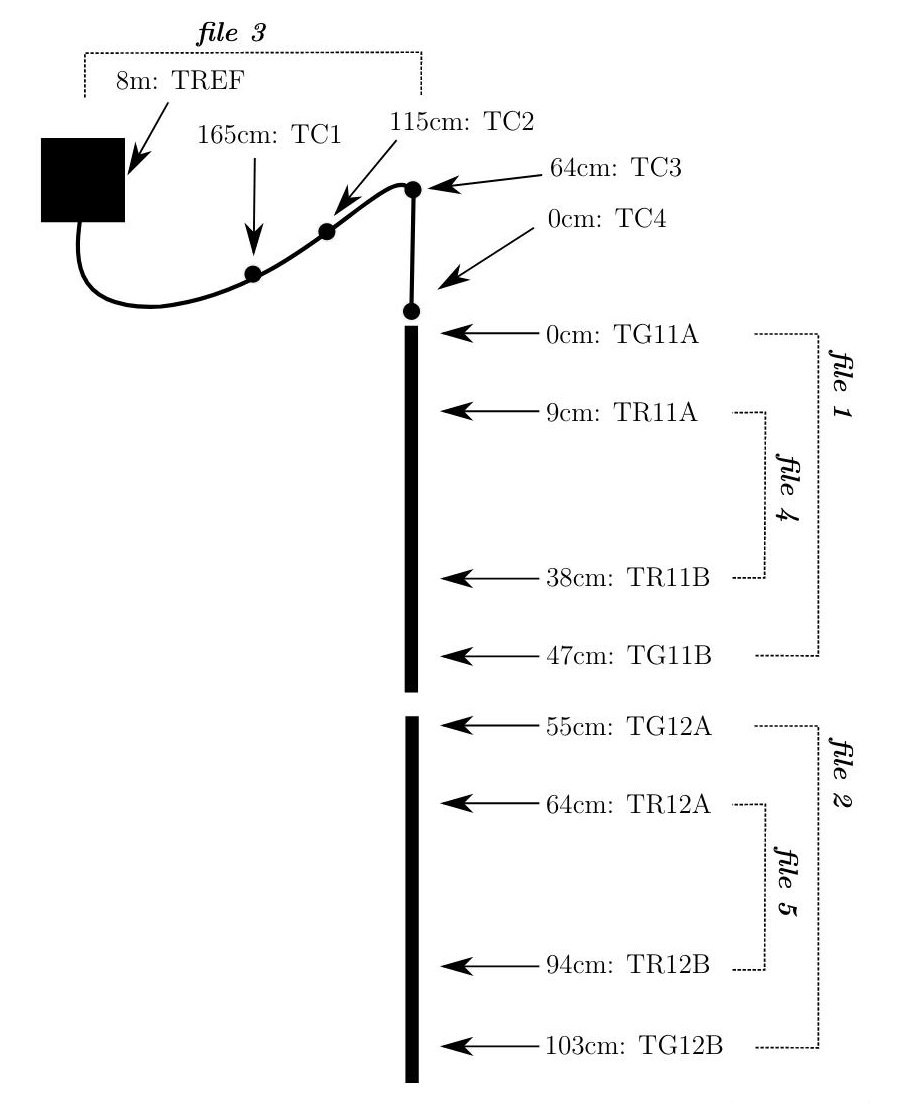 file 3
8m: TREF
165cm: TC1
115cm: TC2
64cm: TC3
0cm: TC4
0cm: TG11A
file 1
9cm: TR11A
file 4
38cm: TR11B
47cm: TG11B
55cm: TG12A
file 2
64cm: TR12A
file 5
94cm: TR12B
103cm: TG12B